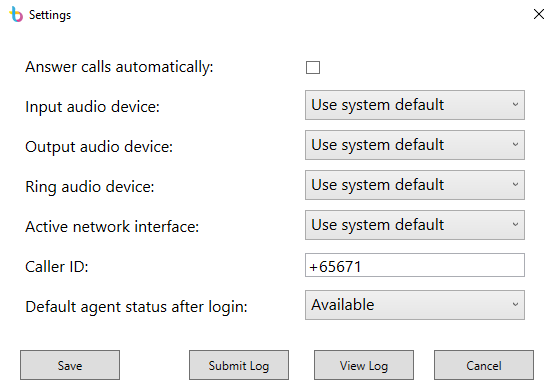 Settings
Answer calls automatically:
Input audio device: Use system default
Output audio device: Use system default
Ring audio device: Use system default
Active network interface: Use system default
Caller ID: +65671
Default agent status after login: Available
Save Submit Log View Log Cancel